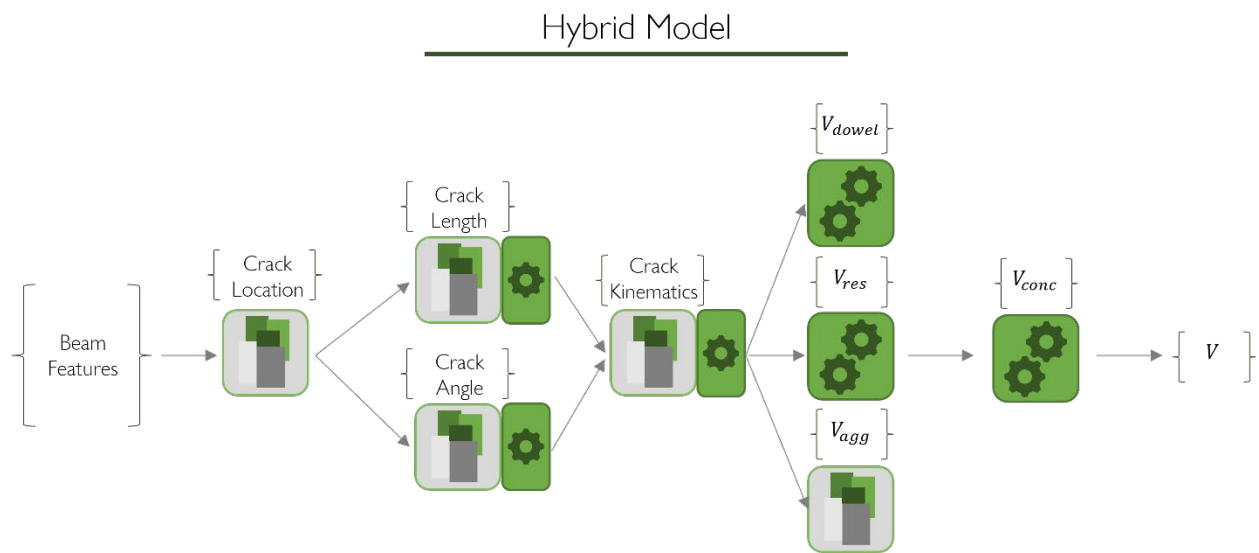 Hybrid Model
Beam
Features
Crack
Location
Crack
Length
Crack
Angle
Crack
Kinematics
V_dowel
V_res
V_agg
V_conc
V